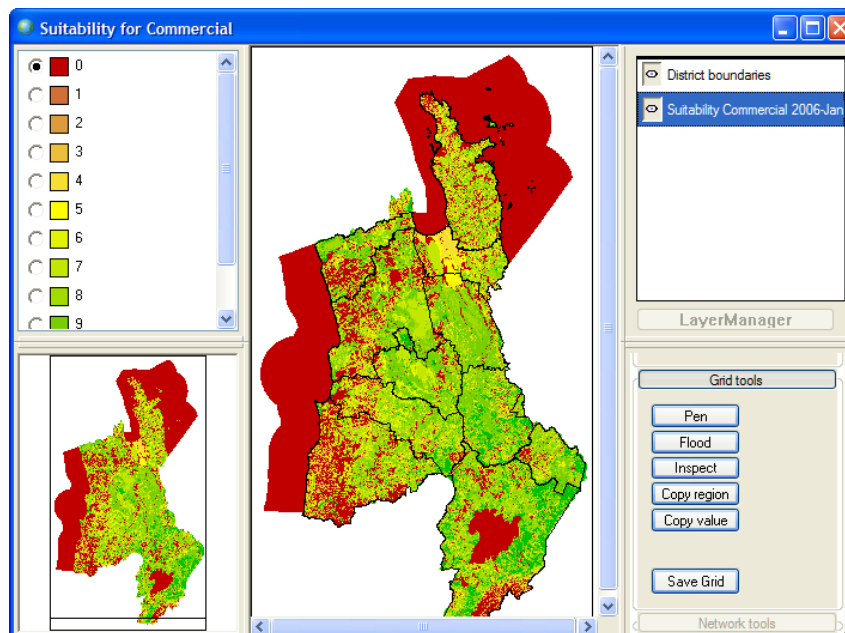 Suitability for Commercial
0
1
2
3
4
5
6
7
8
9
District boundaries
Suitability Commercial 2006-Jan
LayerManager
Grid tools
Pen
Flood
Inspect
Copy region
Copy value
Save Grid
Network tools